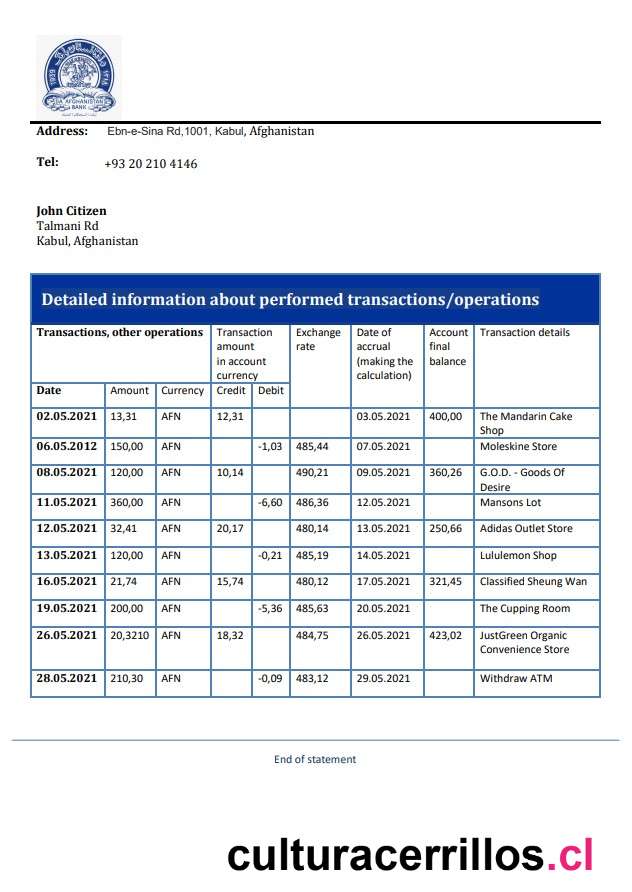 DA AFGHANISTAN
BANK
Address: Ebn-e-Sina Rd,1001, Kabul, Afghanistan
Tel: +93 20 210 4146
John Citizen
Talmani Rd
Kabul, Afghanistan
Detailed information about performed transactions/operations
Transactions, other operations Transaction amount in account currency Exchange rate Date of accrual (making the calculation) Account final balance Transaction details
Date Amount Currency Credit Debit
02.05.2021 13,31 AFN 12,31 03.05.2021 400,00 The Mandarin Cake Shop
06.05.2012 150,00 AFN -1,03 485,44 07.05.2021 Moleskine Store
08.05.2021 120,00 AFN 10,14 490,21 09.05.2021 360,26 G.O.D. - Goods Of Desire
11.05.2021 360,00 AFN -6,60 486,36 12.05.2021 Mansons Lot
12.05.2021 32,41 AFN 20,17 480,14 13.05.2021 250,66 Adidas Outlet Store
13.05.2021 120,00 AFN -0,21 485,19 14.05.2021 Lululemon Shop
16.05.2021 21,74 AFN 15,74 480,12 17.05.2021 321,45 Classified Sheung Wan
19.05.2021 200,00 AFN -5,36 485,63 20.05.2021 The Cupping Room
26.05.2021 20,3210 AFN 18,32 484,75 26.05.2021 423,02 JustGreen Organic Convenience Store
28.05.2021 210,30 AFN -0,09 483,12 29.05.2021 Withdraw ATM
End of statement
culturacerrillos.cl